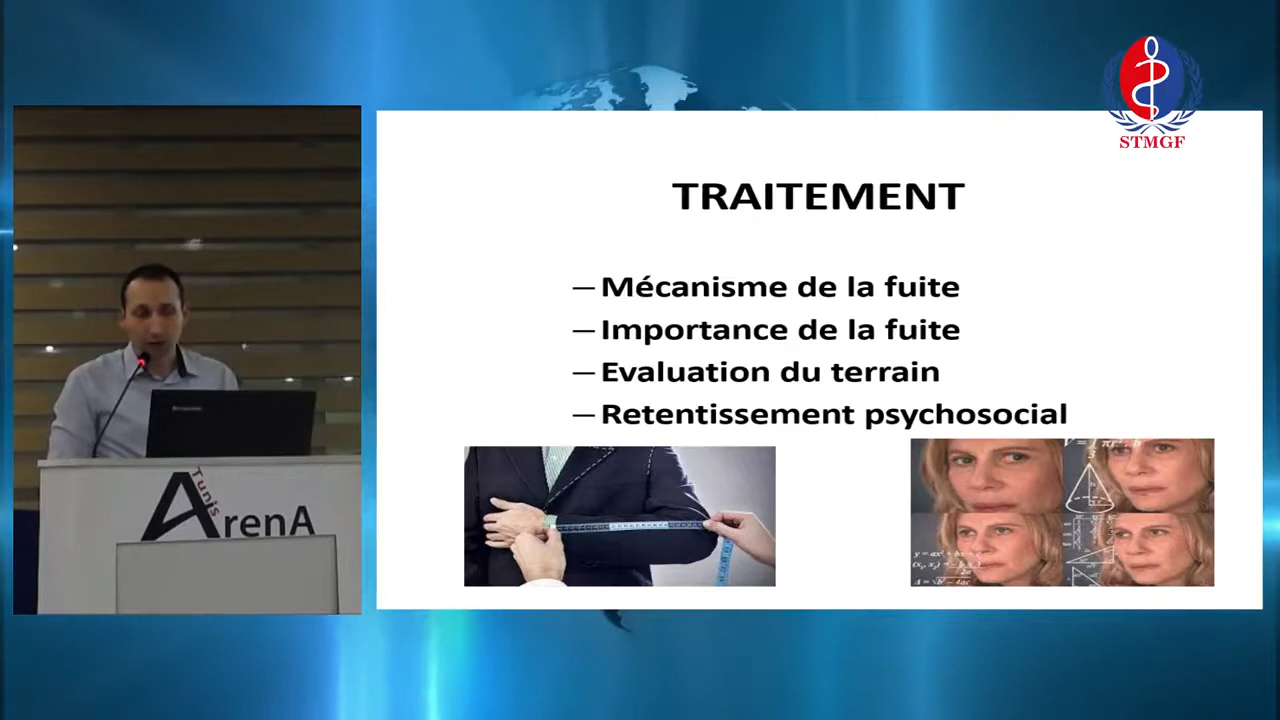 STMGF
TRAITEMENT
– Mécanisme de la fuite
– Importance de la fuite
– Evaluation du terrain
– Retentissement psychosocial
Tunis
ArenA